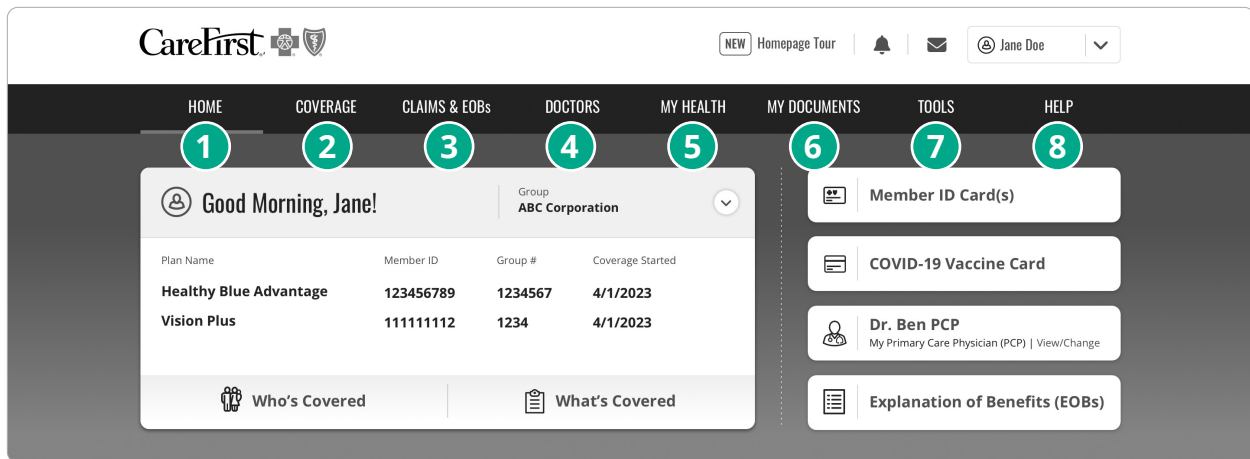 CareFirst
NEW Homepage Tour
Jane Doe
HOME COVERAGE CLAIMS & EOBs DOCTORS MY HEALTH MY DOCUMENTS TOOLS HELP
1 2 3 4 5 6 7 8
Good Morning, Jane!
Group
ABC Corporation
Plan Name Member ID Group # Coverage Started
Healthy Blue Advantage 123456789 1234567 4/1/2023
Vision Plus 111111112 1234 4/1/2023
Who's Covered What's Covered
Member ID Card(s)
COVID-19 Vaccine Card
Dr. Ben PCP
My Primary Care Physician (PCP) | View/Change
Explanation of Benefits (EOBs)